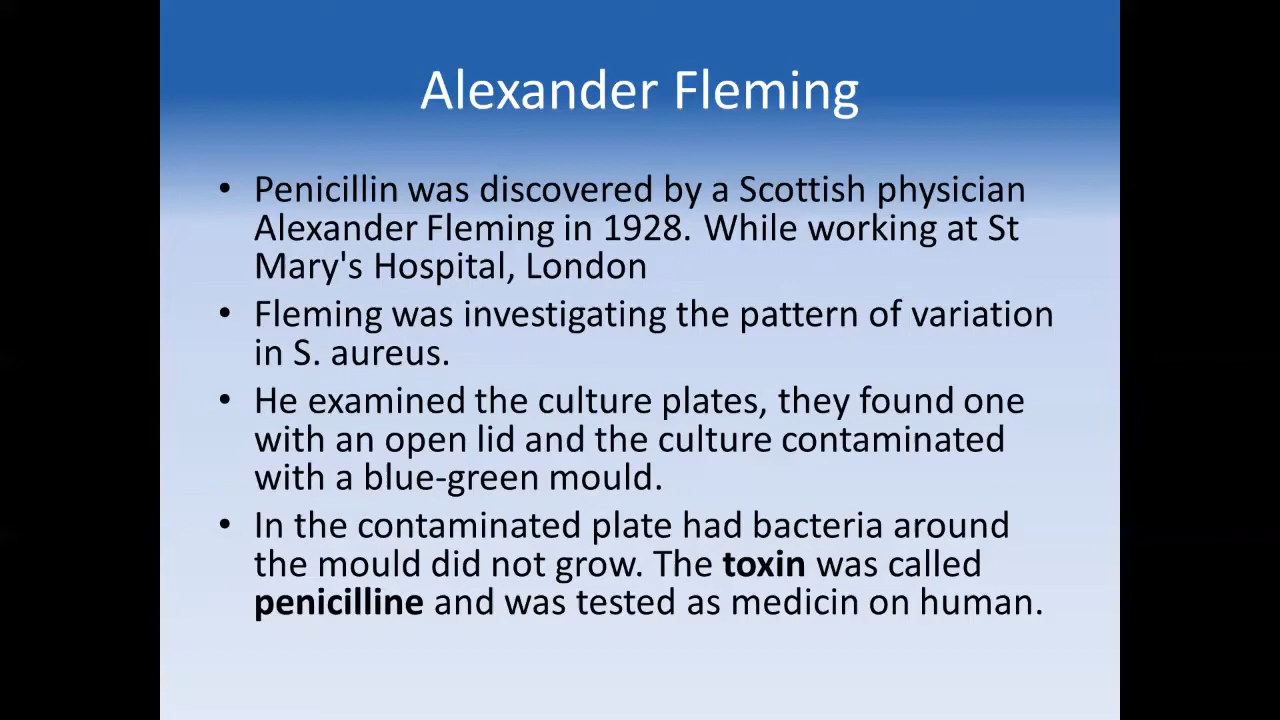 Alexander Fleming
• Penicillin was discovered by a Scottish physician
Alexander Fleming in 1928. While working at St
Mary's Hospital, London
• Fleming was investigating the pattern of variation
in S. aureus.
• He examined the culture plates, they found one
with an open lid and the culture contaminated
with a blue-green mould.
• In the contaminated plate had bacteria around
the mould did not grow. The toxin was called
penicilline and was tested as medicin on human.